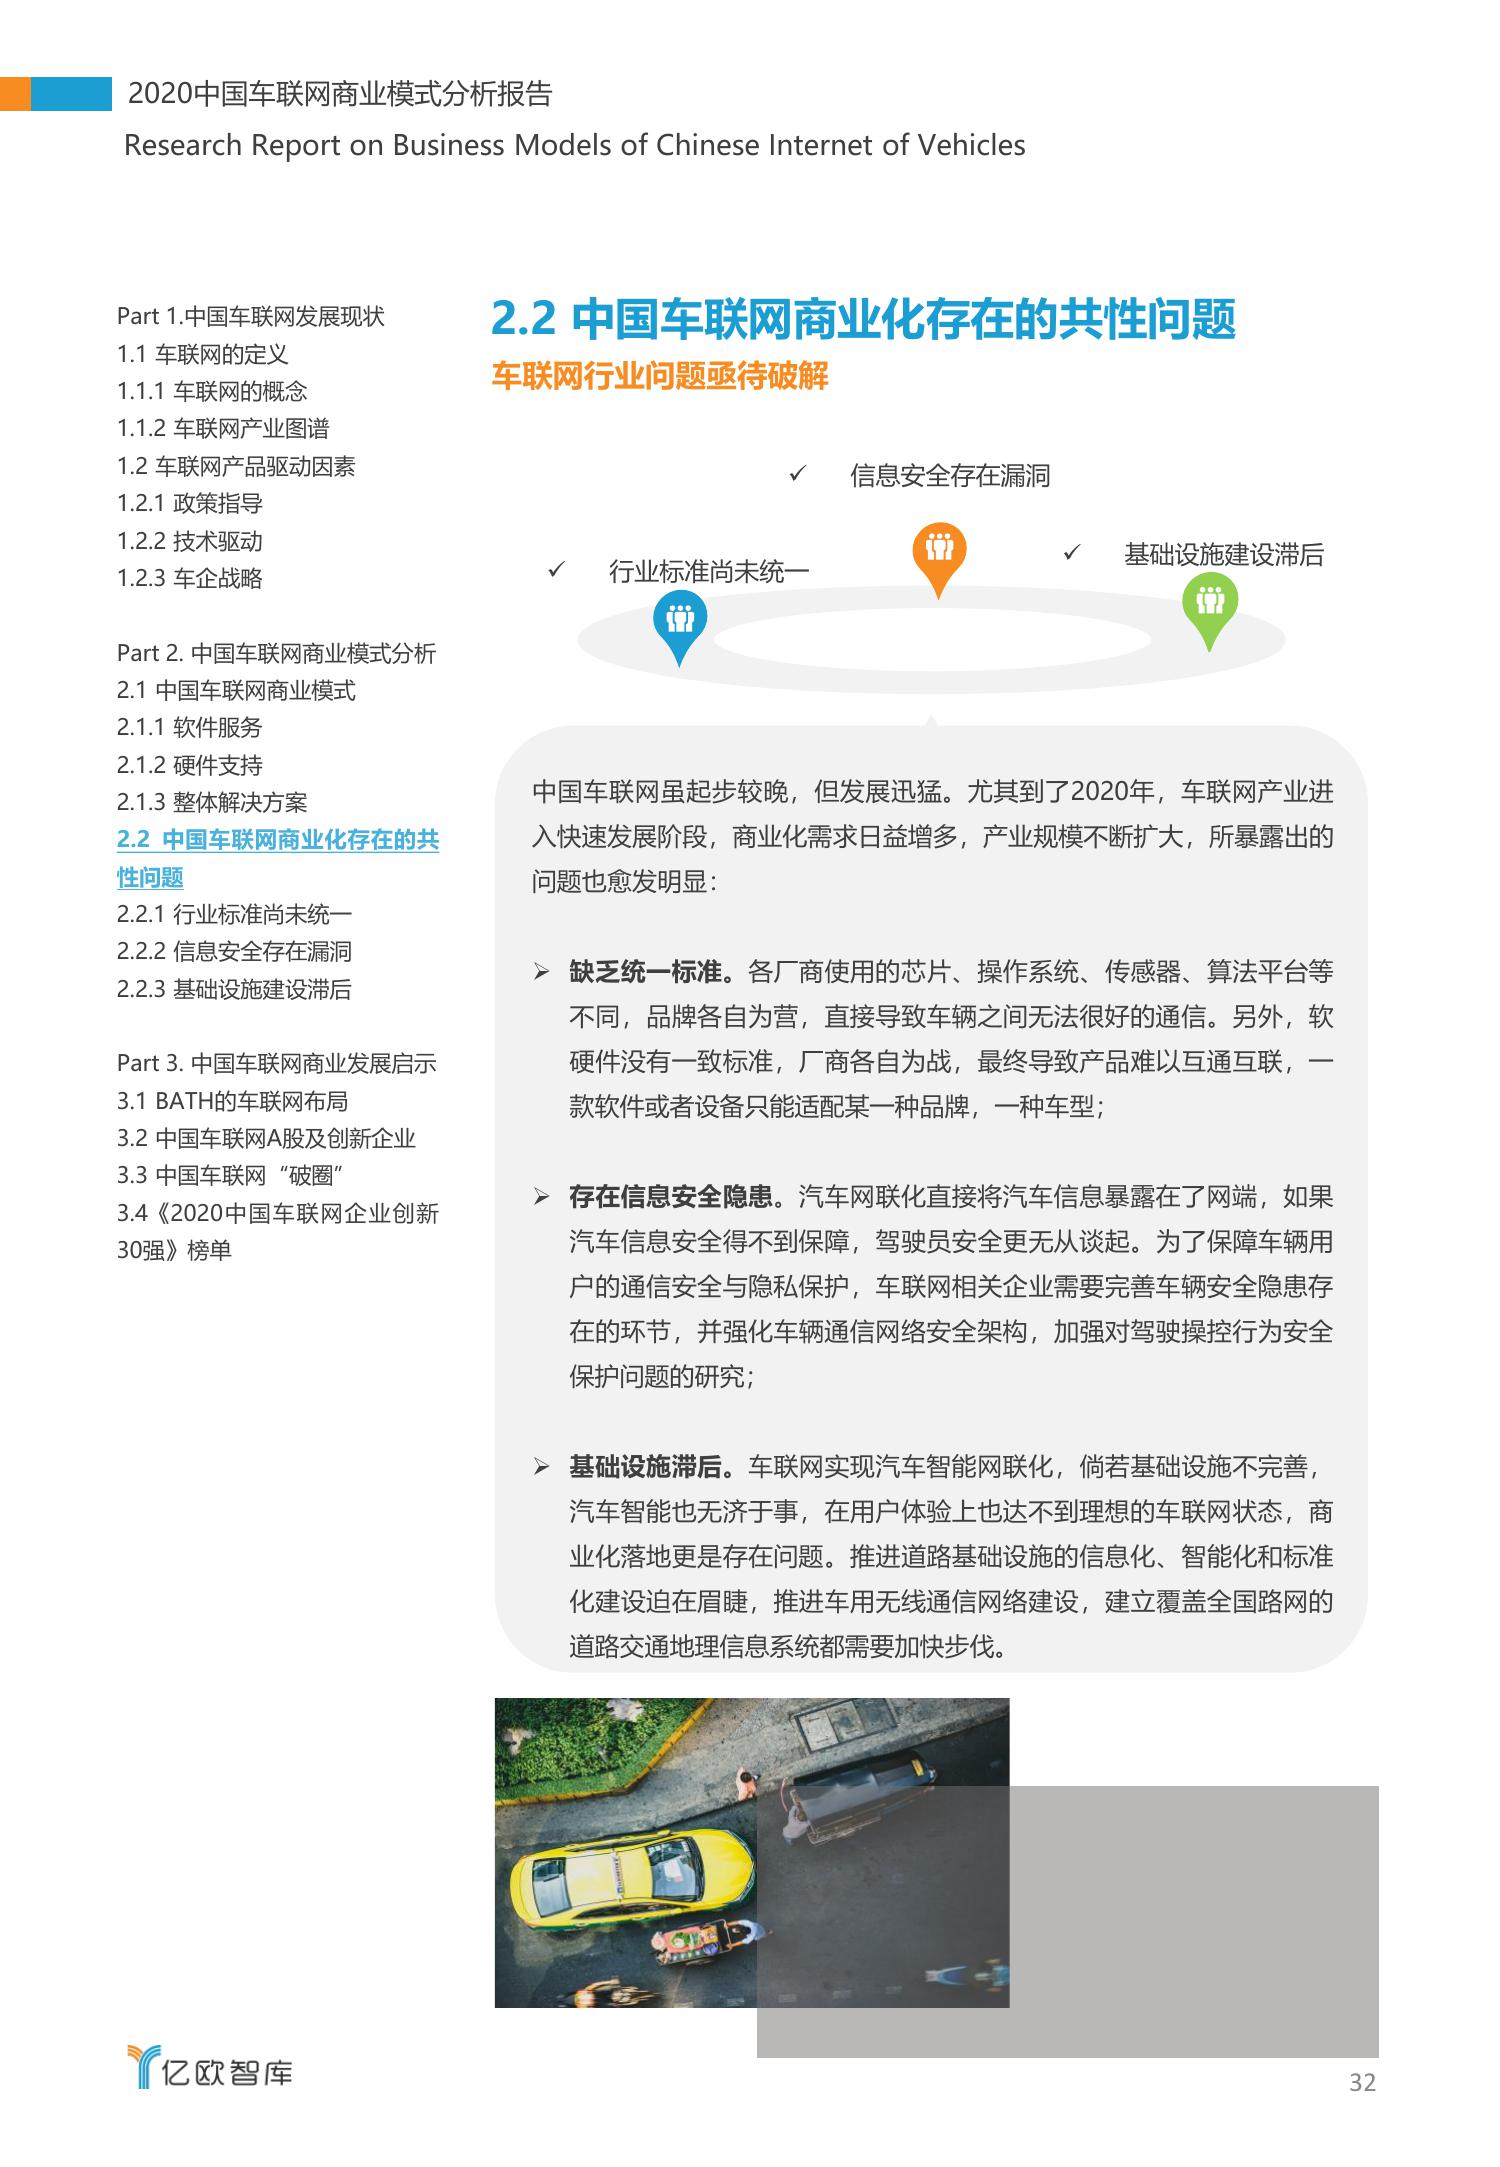 2020中国车联网商业模式分析报告
Research Report on Business Models of Chinese Internet of Vehicles
Part 1.中国车联网发展现状
1.1 车联网的定义
1.1.1 车联网的概念
1.1.2 车联网产业图谱
1.2 车联网产品驱动因素
1.2.1 政策指导
1.2.2 技术驱动
1.2.3 车企战略
Part 2. 中国车联网商业模式分析
2.1 中国车联网商业模式
2.1.1 软件服务
2.1.2 硬件支持
2.1.3 整体解决方案
2.2 中国车联网商业化存在的共
性问题
2.2.1 行业标准尚未统一
2.2.2 信息安全存在漏洞
2.2.3 基础设施建设滞后
Part 3. 中国车联网商业发展启示
3.1 BATH的车联网布局
3.2 中国车联网A股及创新企业
3.3 中国车联网“破圈”
3.4《2020中国车联网企业创新
30强》榜单
2.2 中国车联网商业化存在的共性问题
车联网行业问题亟待破解
✓ 信息安全存在漏洞
✓ 行业标准尚未统一
✓ 基础设施建设滞后
中国车联网虽起步较晚，但发展迅猛。尤其到了2020年，车联网产业进
入快速发展阶段，商业化需求日益增多，产业规模不断扩大，所暴露出的
问题也愈发明显：
➢ 缺乏统一标准。各厂商使用的芯片、操作系统、传感器、算法平台等
不同，品牌各自为营，直接导致车辆之间无法很好的通信。另外，软
硬件没有一致标准，厂商各自为战，最终导致产品难以互通互联，一
款软件或者设备只能适配某一种品牌，一种车型；
➢ 存在信息安全隐患。汽车网联化直接将汽车信息暴露在了网端，如果
汽车信息安全得不到保障，驾驶员安全更无从谈起。为了保障车辆用
户的通信安全与隐私保护，车联网相关企业需要完善车辆安全隐患存
在的环节，并强化车辆通信网络安全架构，加强对驾驶操控行为安全
保护问题的研究；
➢ 基础设施滞后。车联网实现汽车智能网联化，倘若基础设施不完善，
汽车智能也无济于事，在用户体验上也达不到理想的车联网状态，商
业化落地更是存在问题。推进道路基础设施的信息化、智能化和标准
化建设迫在眉睫，推进车用无线通信网络建设，建立覆盖全国路网的
道路交通地理信息系统都需要加快步伐。
亿欧智库
32